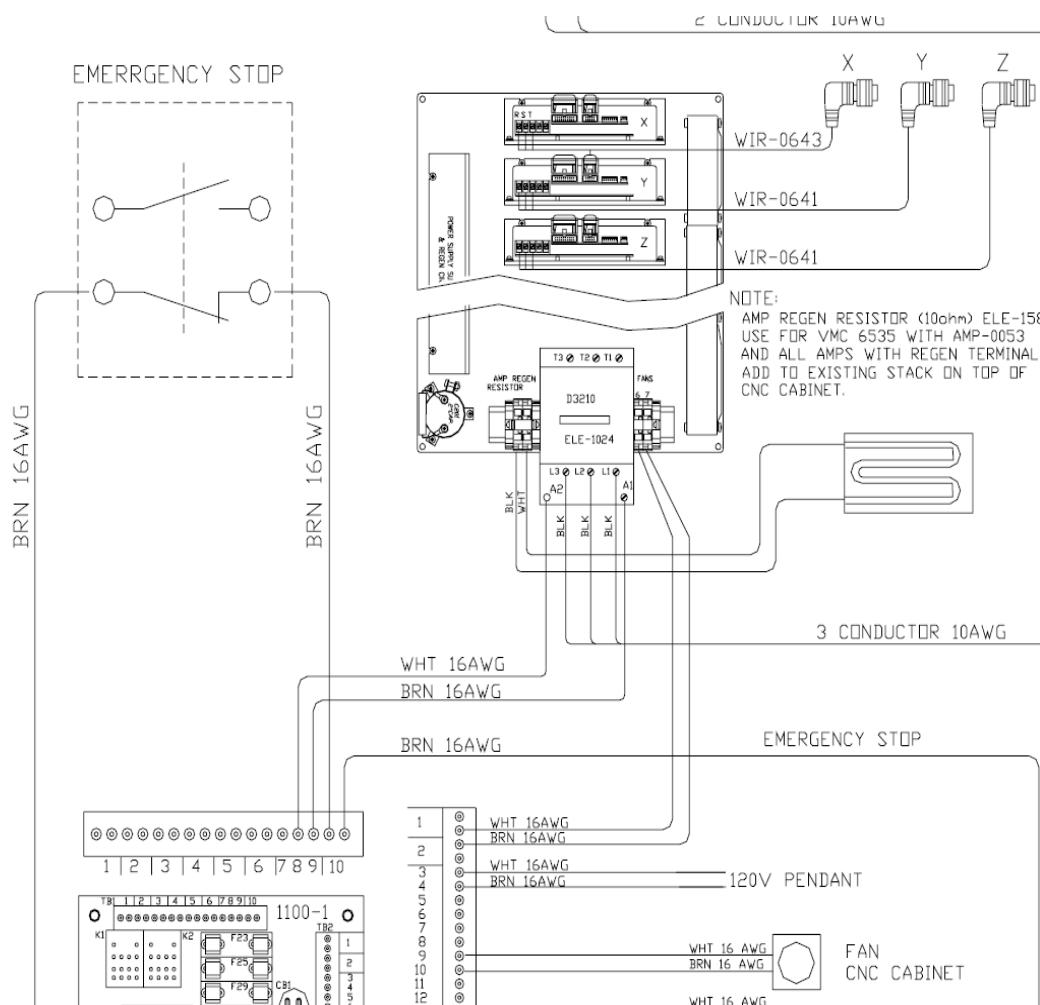 2 CONDUCTOR 10AWG
EMERRGENCY STOP
X Y Z
R S T
X
WIR-0643
Y
WIR-0641
Z
WIR-0641
POWER SUPPLY
& REGEN
NOTE:
AMP REGEN RESISTOR (10ohm) ELE-158
USE FOR VMC 6535 WITH AMP-0053
AND ALL AMPS WITH REGEN TERMINAL
ADD TO EXISTING STACK ON TOP OF
CNC CABINET.
T3 T2 T1
AMP REGEN
RESISTOR
FANS
6 7
D3210
ELE-1024
L3 L2 L1
A2 A1
BLK
WHT
BLK
BLK
BLK
BRN 16AWG
BRN 16AWG
3 CONDUCTOR 10AWG
WHT 16AWG
BRN 16AWG
BRN 16AWG
EMERGENCY STOP
1 2 3 4 5 6 7 8 9 10
1
2
3
4
5
6
7
8
9
10
11
12
WHT 16AWG
BRN 16AWG
WHT 16AWG
BRN 16AWG
120V PENDANT
WHT 16 AWG
BRN 16 AWG
FAN
CNC CABINET
WHT 16 AWG
TB1 1 2 3 4 5 6 7 8 9 10
1100-1
TB2
K1
K2
F23
F25
F29
CB1
1
2
3
4
5